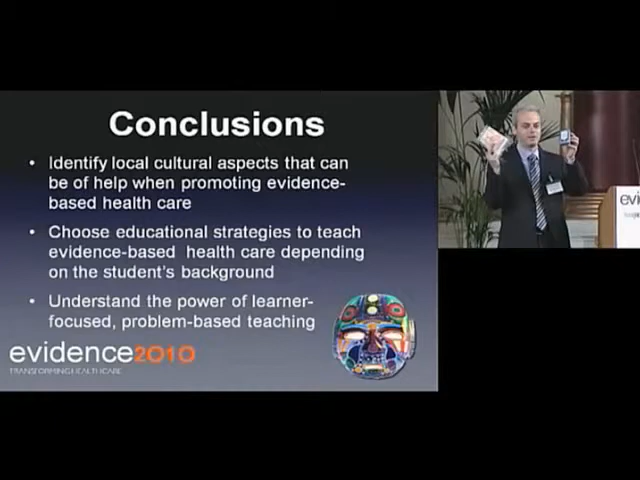 Conclusions
• Identify local cultural aspects that can
be of help when promoting evidence-
based health care
• Choose educational strategies to teach
evidence-based health care depending
on the student's background
• Understand the power of learner-
focused, problem-based teaching
evidence2010
TRANSFORMING HEALTHCARE
evi